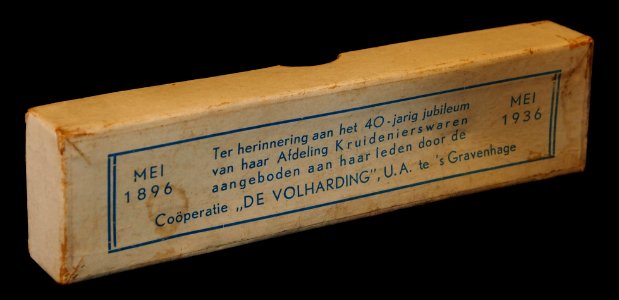 MEI
1896
Ter herinnering aan het 40-jarig jubileum
van haar Afdeling Kruidenierswaren
aangeboden aan haar leden door de
Coöperatie „DE VOLHARDING", U.A. te 's Gravenhage
MEI
1936